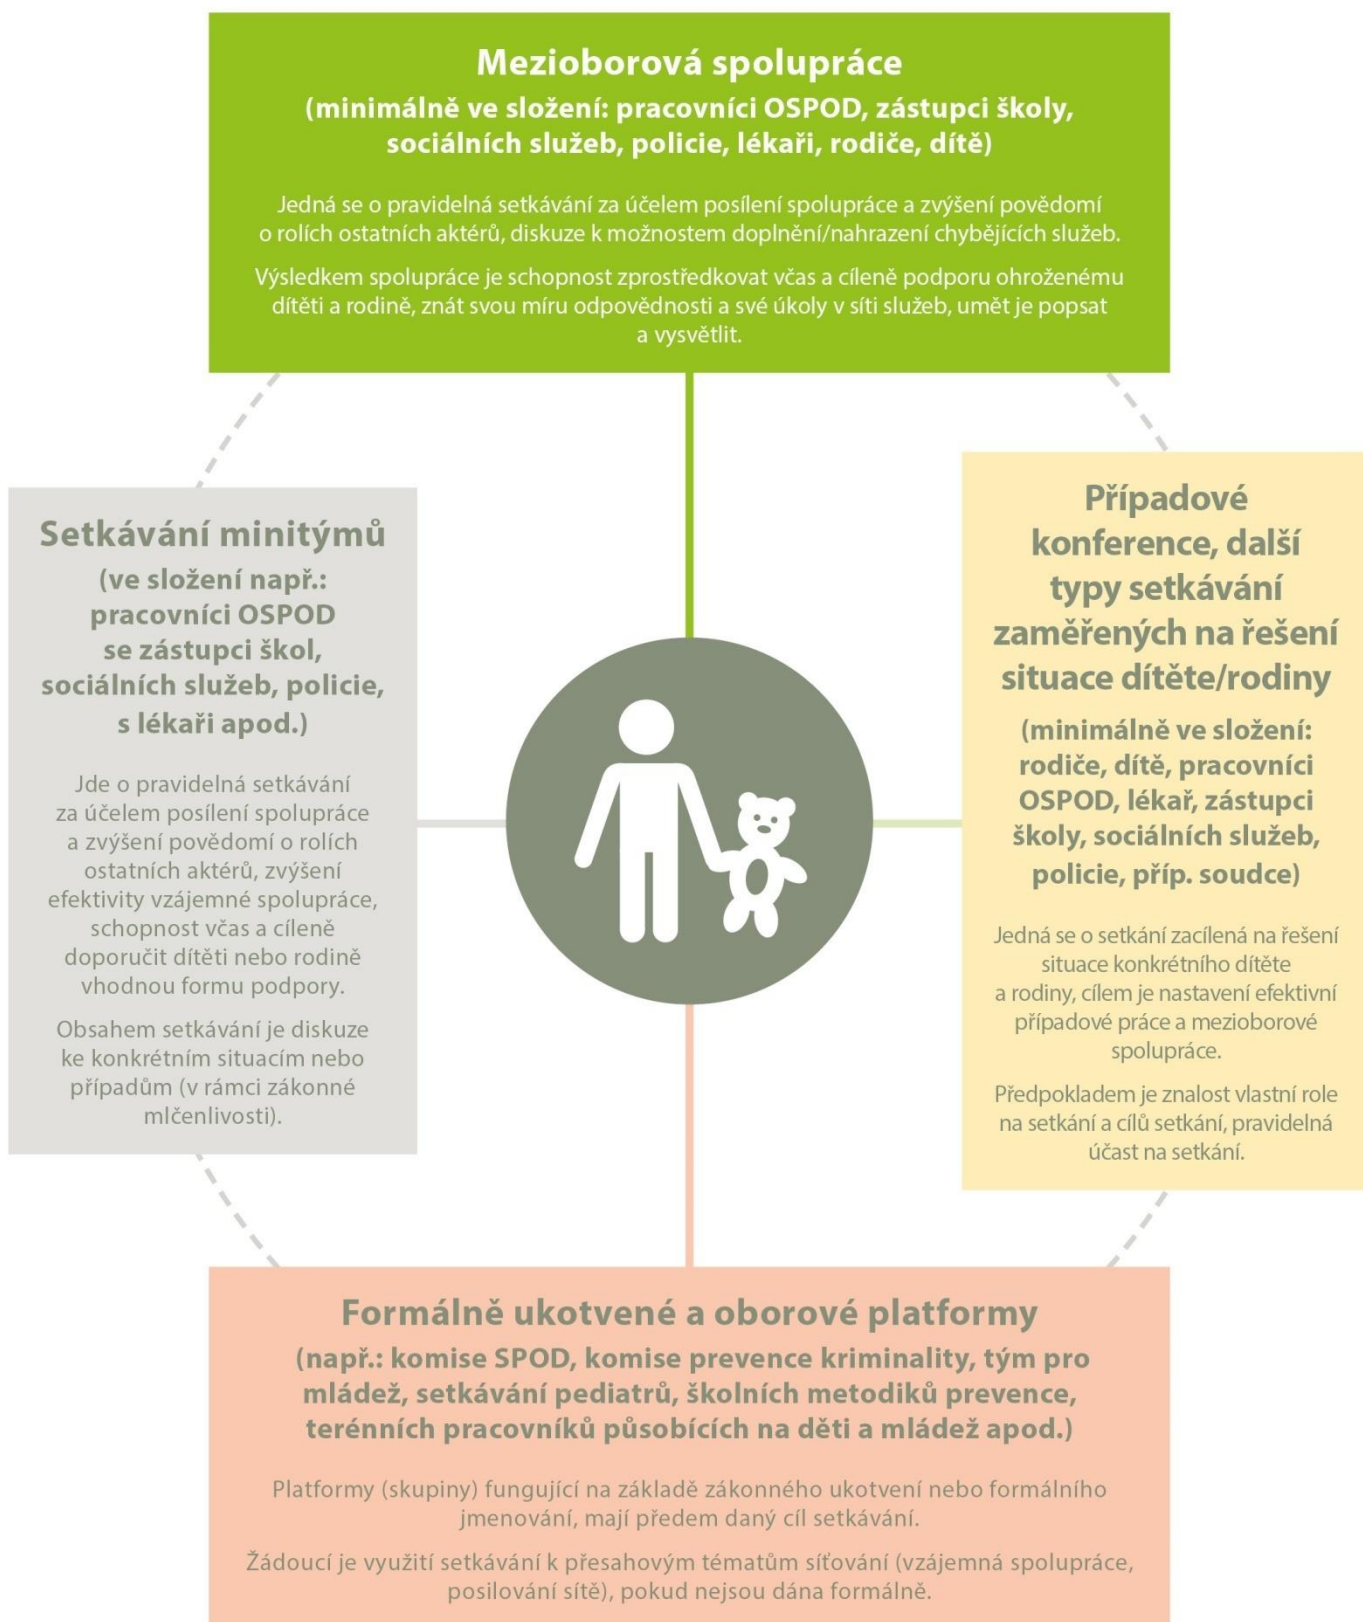 Mezioborová spolupráce
(minimálně ve složení: pracovníci OSPOD, zástupci školy,
sociálních služeb, policie, lékaři, rodiče, dítě)
Jedná se o pravidelná setkávání za účelem posílení spolupráce a zvýšení povědomí
o rolích ostatních aktérů, diskuze k možnostem doplnění/nahrazení chybějících služeb.
Výsledkem spolupráce je schopnost zprostředkovat včas a cíleně podporu ohroženému
dítěti a rodině, znát svou míru odpovědnosti a své úkoly v síti služeb, umět je popsat
a vysvětlit.
Setkávání minitýmů
(ve složení např.:
pracovníci OSPOD
se zástupci škol,
sociálních služeb, policie,
s lékaři apod.)
Jde o pravidelná setkávání
za účelem posílení spolupráce
a zvýšení povědomí o rolích
ostatních aktérů, zvýšení
efektivity vzájemné spolupráce,
schopnost včas a cíleně
doporučit dítěti nebo rodině
vhodnou formu podpory.
Obsahem setkávání je diskuze
ke konkrétním situacím nebo
případům (v rámci zákonné
mlčenlivosti).
Případové
konference, další
typy setkávání
zaměřených na řešení
situace dítěte/rodiny
(minimálně ve složení:
rodiče, dítě, pracovníci
OSPOD, lékař, zástupci
školy, sociálních služeb,
policie, příp. soudce)
Jedná se o setkání zacílená na řešení
situace konkrétního dítěte
a rodiny, cílem je nastavení efektivní
případové práce a mezioborové
spolupráce.
Předpokladem je znalost vlastní role
na setkání a cílů setkání, pravidelná
účast na setkání.
Formálně ukotvené a oborové platformy
(např.: komise SPOD, komise prevence kriminality, tým pro
mládež, setkávání pediatrů, školních metodiků prevence,
terénních pracovníků působících na děti a mládež apod.)
Platformy (skupiny) fungující na základě zákonného ukotvení nebo formálního
jmenování, mají předem daný cíl setkávání.
Žádoucí je využití setkávání k přesahovým tématům síťování (vzájemná spolupráce,
posilování sítě), pokud nejsou dána formálně.